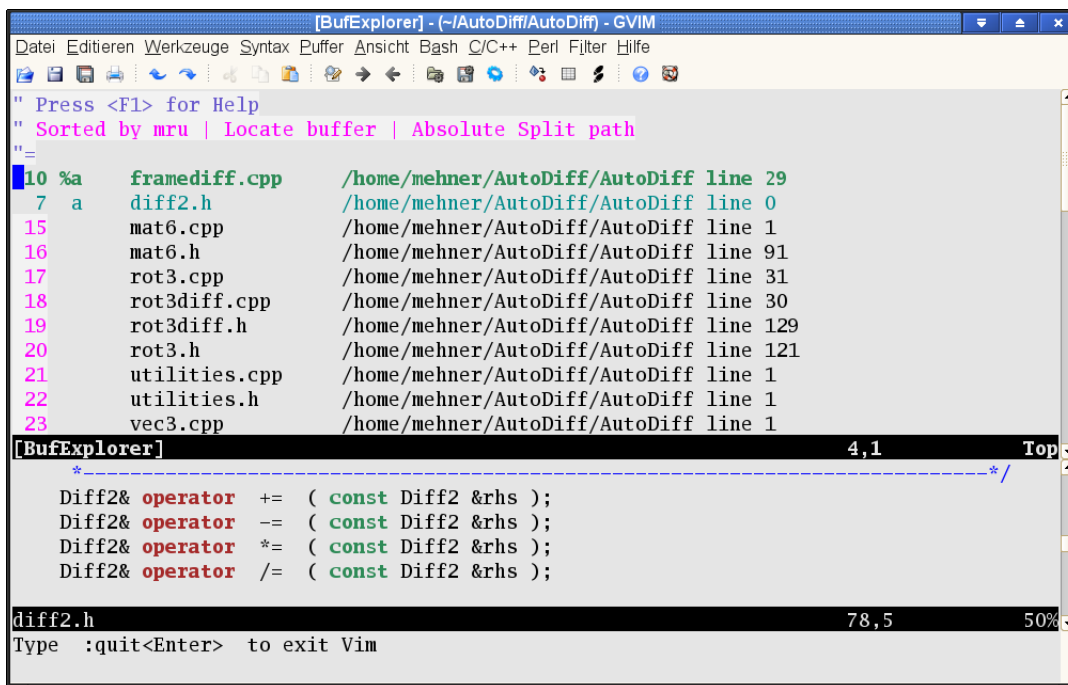 [BufExplorer] - (~/AutoDiff/AutoDiff) - GVIM
Datei Editieren Werkzeuge Syntax Puffer Ansicht Bash C/C++ Perl Filter Hilfe
" Press <F1> for Help
" Sorted by mru | Locate buffer | Absolute Split path
"=
10 %a framediff.cpp /home/mehner/AutoDiff/AutoDiff line 29
7 a diff2.h /home/mehner/AutoDiff/AutoDiff line 0
15 mat6.cpp /home/mehner/AutoDiff/AutoDiff line 1
16 mat6.h /home/mehner/AutoDiff/AutoDiff line 91
17 rot3.cpp /home/mehner/AutoDiff/AutoDiff line 31
18 rot3diff.cpp /home/mehner/AutoDiff/AutoDiff line 30
19 rot3diff.h /home/mehner/AutoDiff/AutoDiff line 129
20 rot3.h /home/mehner/AutoDiff/AutoDiff line 121
21 utilities.cpp /home/mehner/AutoDiff/AutoDiff line 1
22 utilities.h /home/mehner/AutoDiff/AutoDiff line 1
23 vec3.cpp /home/mehner/AutoDiff/AutoDiff line 1
[BufExplorer] 4,1 Top
*-----------------------------------------------------------------------------*/
Diff2& operator += ( const Diff2 &rhs );
Diff2& operator -= ( const Diff2 &rhs );
Diff2& operator *= ( const Diff2 &rhs );
Diff2& operator /= ( const Diff2 &rhs );
diff2.h 78,5 50%
Type :quit<Enter> to exit Vim